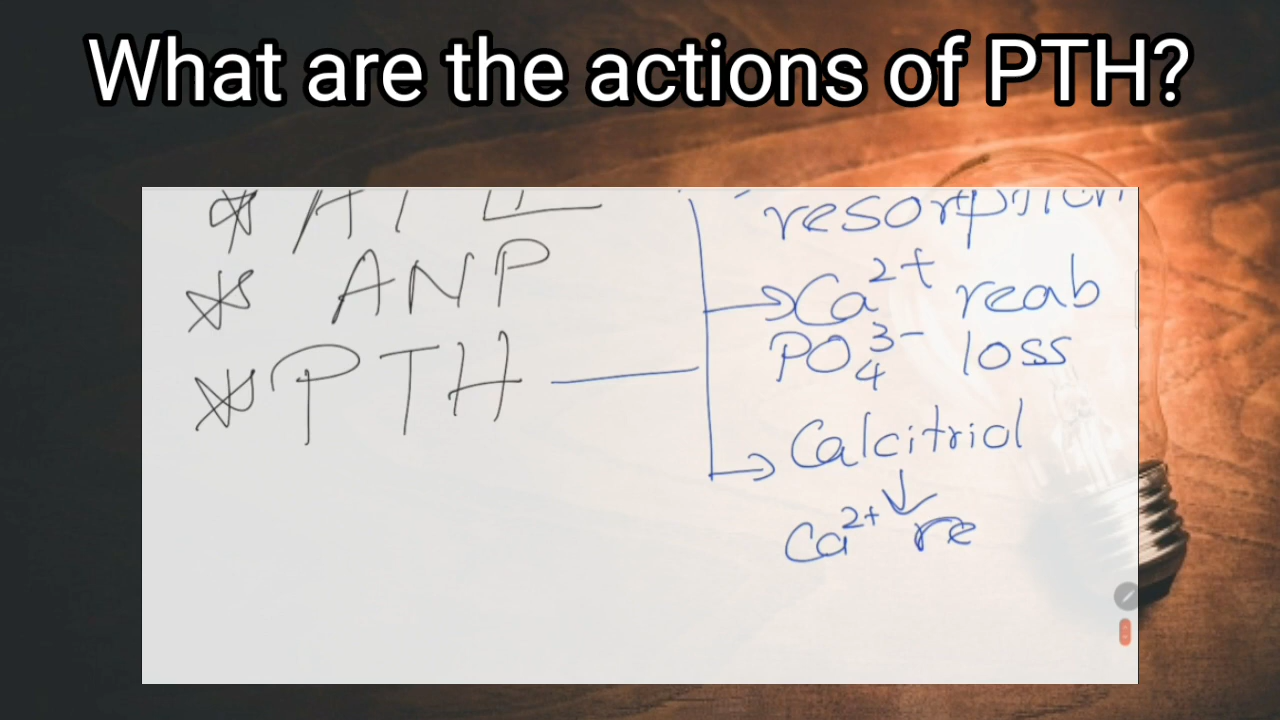 What are the actions of PTH?
* ANP
* PTH
resorption
Ca²⁺ reab
PO₄³⁻ loss
Calcitriol
Ca²⁺ re